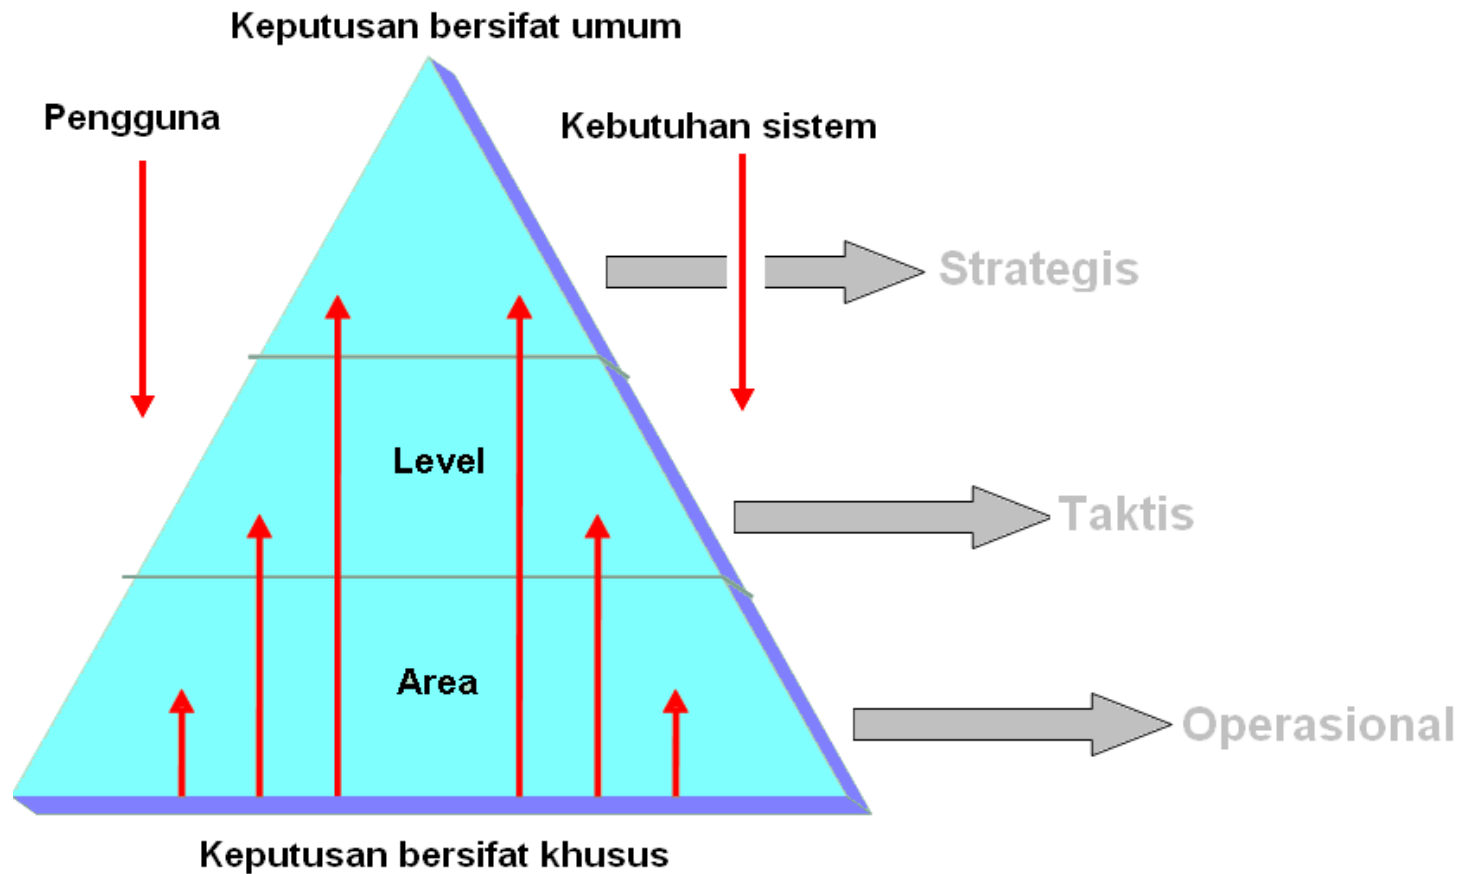 Keputusan bersifat umum
Pengguna
Kebutuhan sistem
Strategis
Level
Taktis
Area
Operasional
Keputusan bersifat khusus